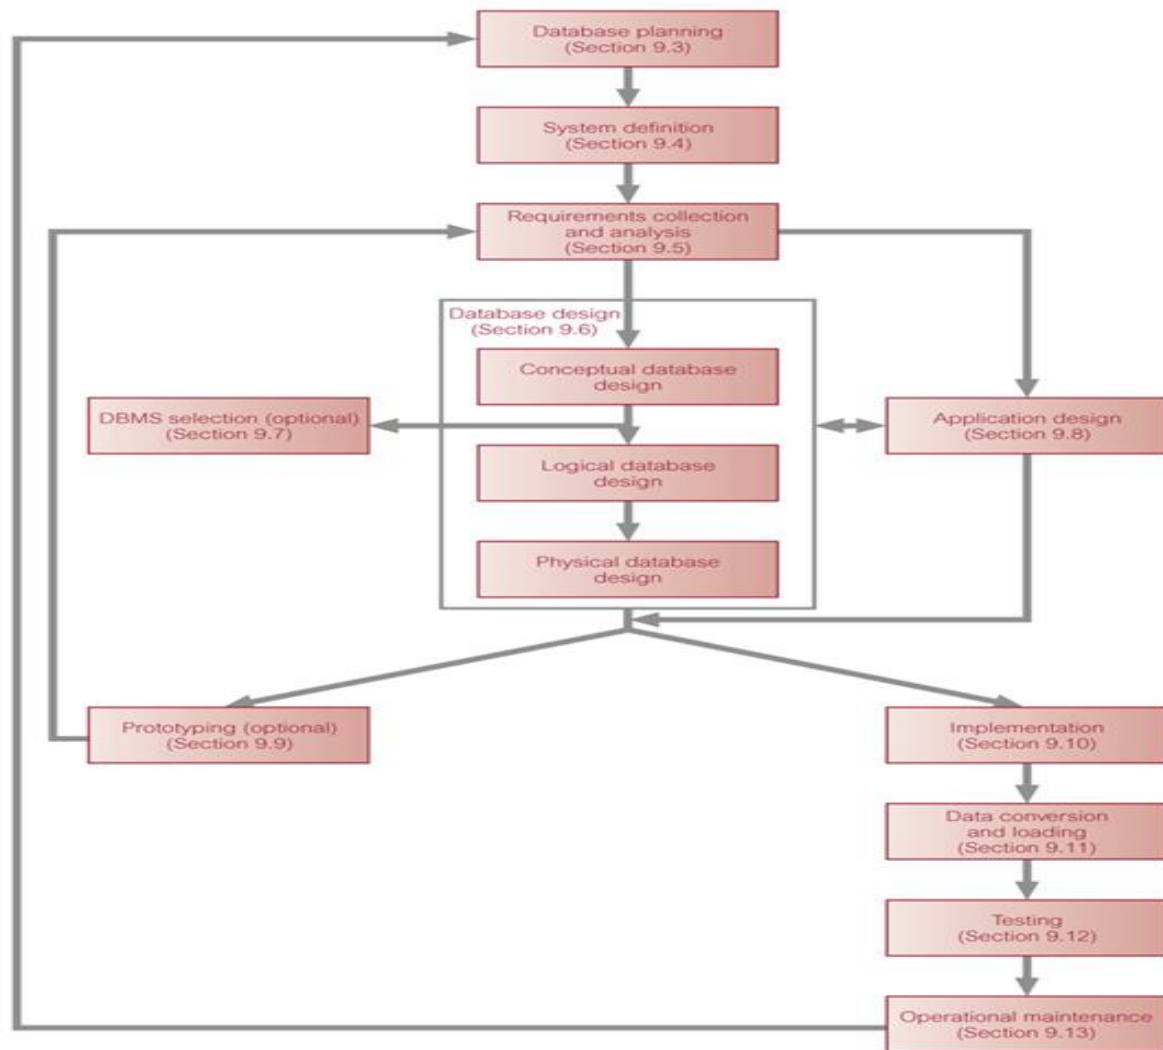 Database planning
(Section 9.3)
System definition
(Section 9.4)
Requirements collection
and analysis
(Section 9.5)
Database design
(Section 9.6)
Conceptual database
design
DBMS selection (optional)
(Section 9.7)
Application design
(Section 9.8)
Logical database
design
Physical database
design
Prototyping (optional)
(Section 9.9)
Implementation
(Section 9.10)
Data conversion
and loading
(Section 9.11)
Testing
(Section 9.12)
Operational maintenance
(Section 9.13)